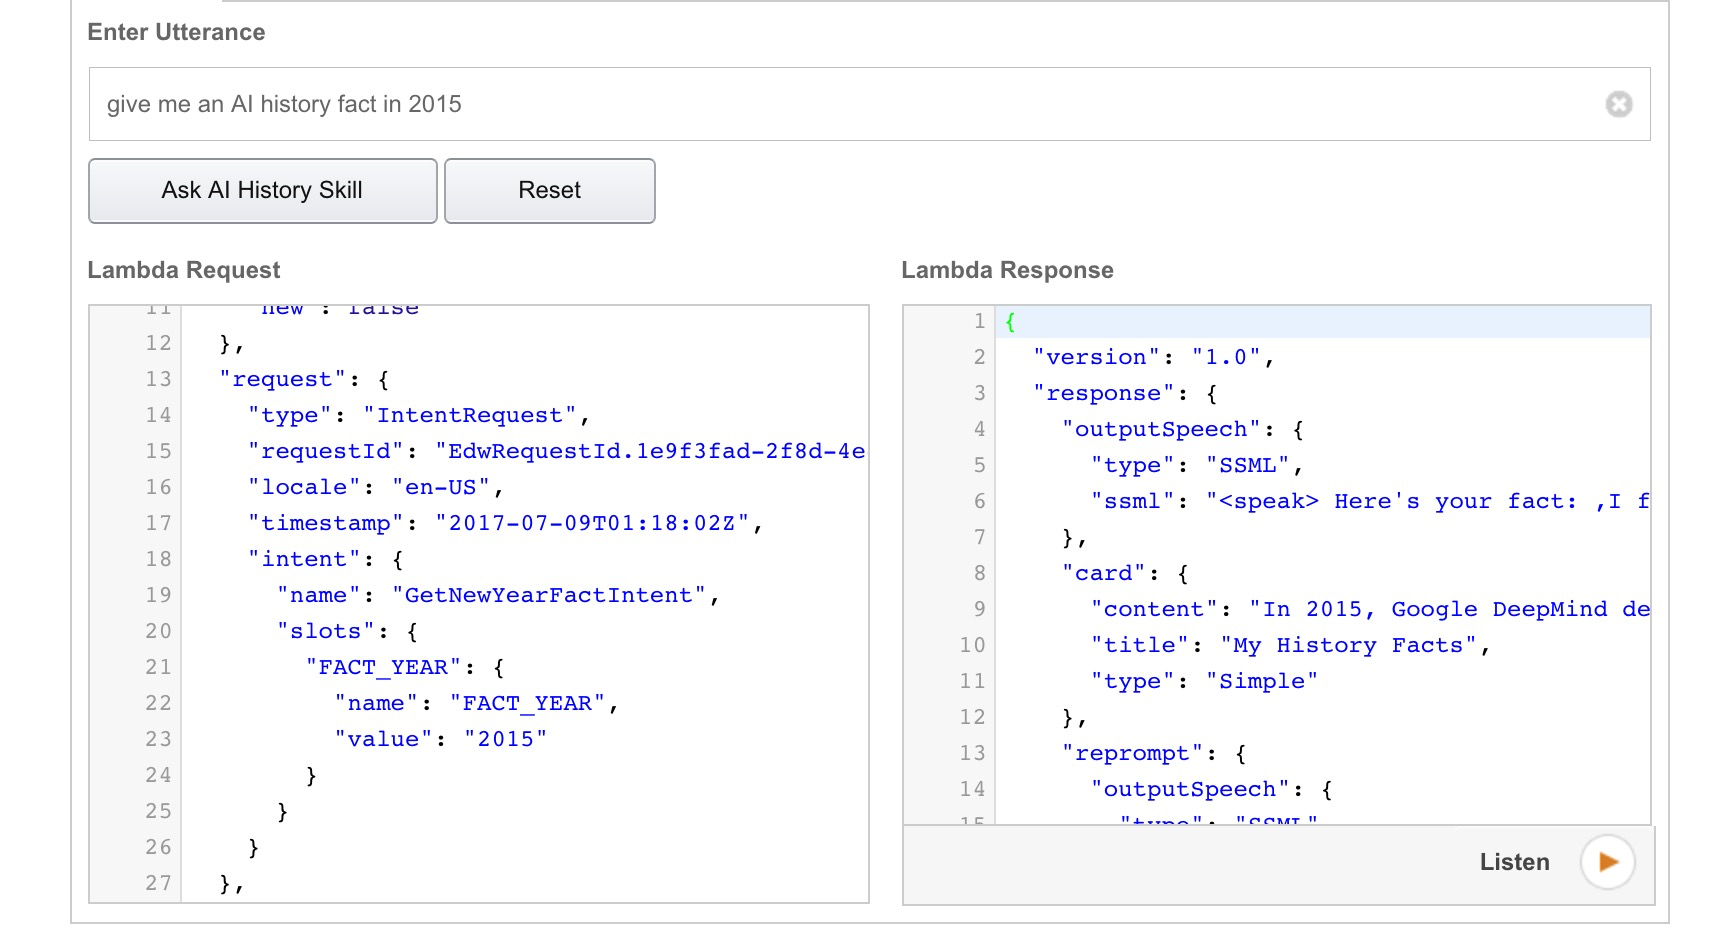 Enter Utterance
give me an AI history fact in 2015
Ask AI History Skill
Reset
Lambda Request
11 "new": false
12 },
13 "request": {
14 "type": "IntentRequest",
15 "requestId": "EdwRequestId.1e9f3fad-2f8d-4e
16 "locale": "en-US",
17 "timestamp": "2017-07-09T01:18:02Z",
18 "intent": {
19 "name": "GetNewYearFactIntent",
20 "slots": {
21 "FACT_YEAR": {
22 "name": "FACT_YEAR",
23 "value": "2015"
24 }
25 }
26 }
27 },
Lambda Response
1 {
2 "version": "1.0",
3 "response": {
4 "outputSpeech": {
5 "type": "SSML",
6 "ssml": "<speak> Here's your fact: ,I f
7 },
8 "card": {
9 "content": "In 2015, Google DeepMind de
10 "title": "My History Facts",
11 "type": "Simple"
12 },
13 "reprompt": {
14 "outputSpeech": {
15 "type": "SSML"
Listen